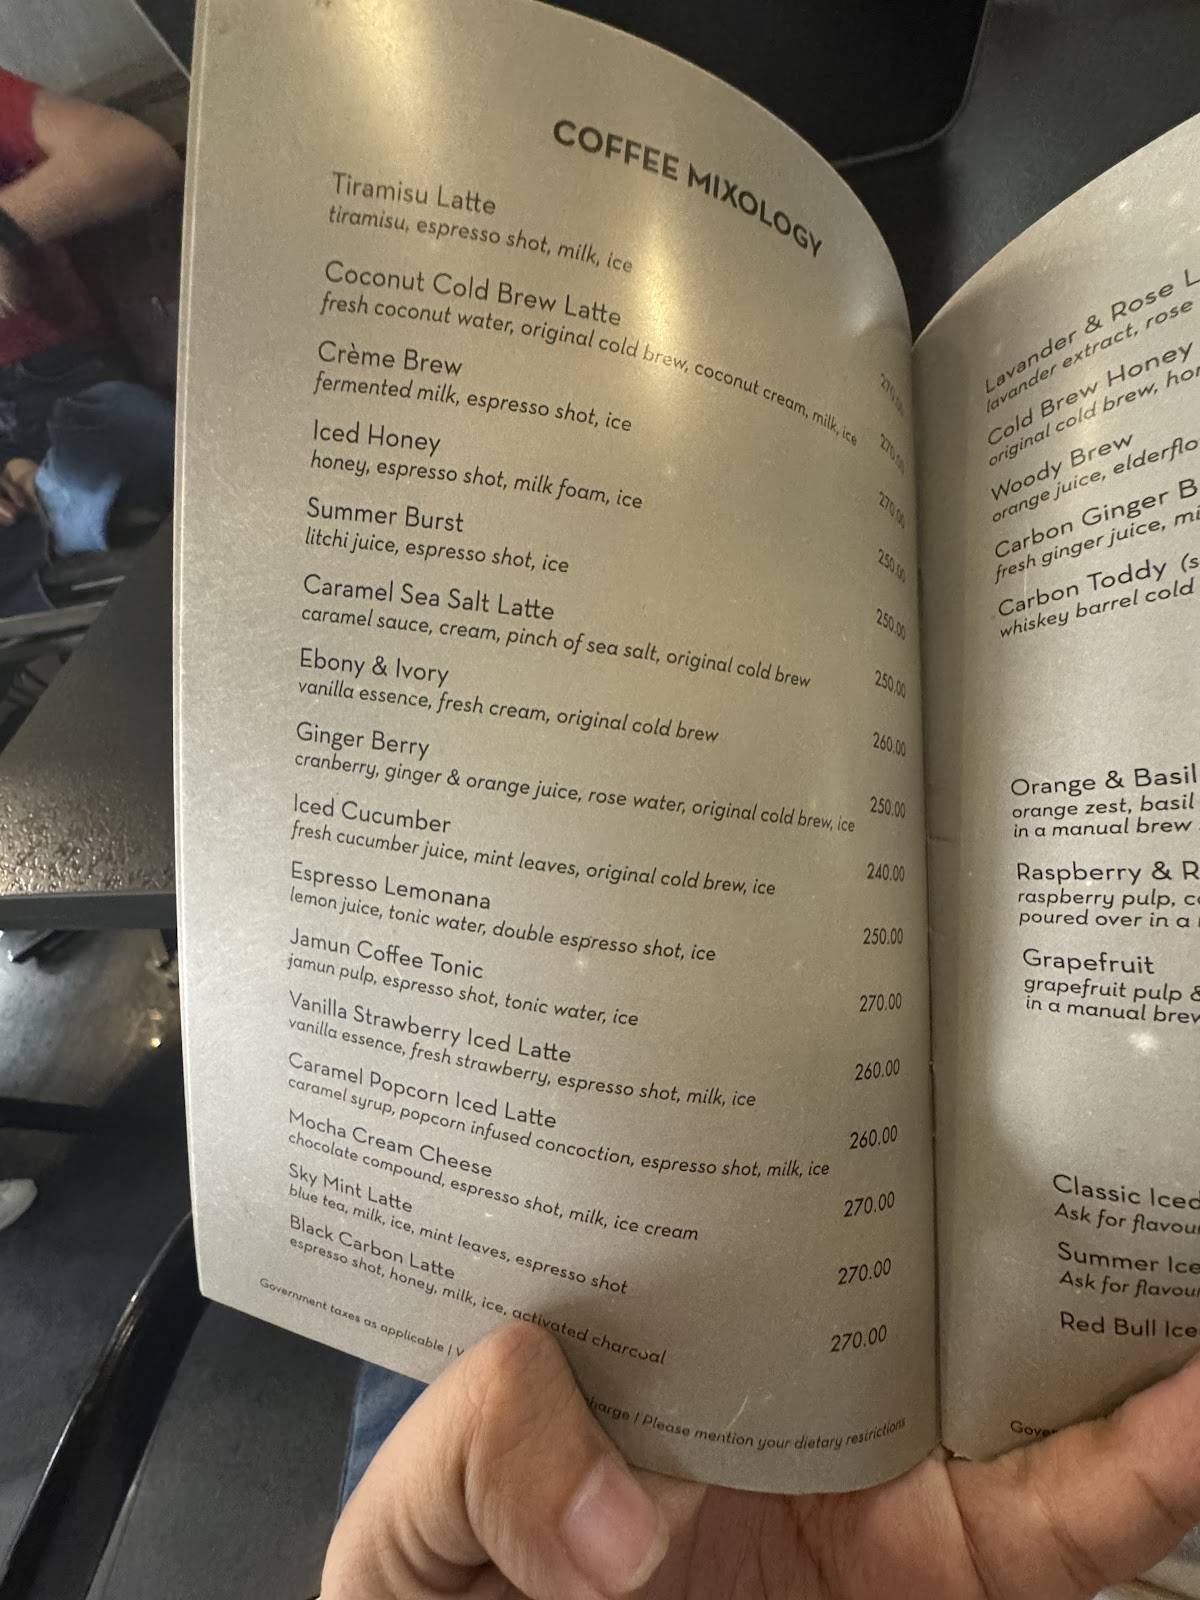 COFFEE MIXOLOGY
Tiramisu Latte 270.00
tiramisu, espresso shot, milk, ice
Coconut Cold Brew Latte 270.00
fresh coconut water, original cold brew, coconut cream, milk, ice
Crème Brew 270.00
fermented milk, espresso shot, ice
Iced Honey 250.00
honey, espresso shot, milk foam, ice
Summer Burst 250.00
litchi juice, espresso shot, ice
Caramel Sea Salt Latte 250.00
caramel sauce, cream, pinch of sea salt, original cold brew
Ebony & Ivory 260.00
vanilla essence, fresh cream, original cold brew
Ginger Berry 250.00
cranberry, ginger & orange juice, rose water, original cold brew, ice
Iced Cucumber 240.00
fresh cucumber juice, mint leaves, original cold brew, ice
Espresso Lemonana 250.00
lemon juice, tonic water, double espresso shot, ice
Jamun Coffee Tonic 270.00
jamun pulp, espresso shot, tonic water, ice
Vanilla Strawberry Iced Latte 260.00
vanilla essence, fresh strawberry, espresso shot, milk, ice
Caramel Popcorn Iced Latte 260.00
caramel syrup, popcorn infused concoction, espresso shot, milk, ice
Mocha Cream Cheese 270.00
chocolate compound, espresso shot, milk, ice cream
Sky Mint Latte 270.00
blue tea, milk, ice, mint leaves, espresso shot
Black Carbon Latte 270.00
espresso shot, honey, milk, ice, activated charcoal
Government taxes as applicable | harge / Please mention your dietary resirictions
Lavander & Rose L
lavander extract, rose
Cold Brew Honey
original cold brew, hon
Woody Brew
orange juice, elderflo
Carbon Ginger B
fresh ginger juice, mi
Carbon Toddy (s
whiskey barrel cold
Orange & Basil
orange zest, basil
in a manual brew
Raspberry & R
raspberry pulp, c
poured over in a
Grapefruit
grapefruit pulp &
in a manual brew
Classic Iced
Ask for flavou
Summer Ice
Ask for flavou
Red Bull Ice
Gove